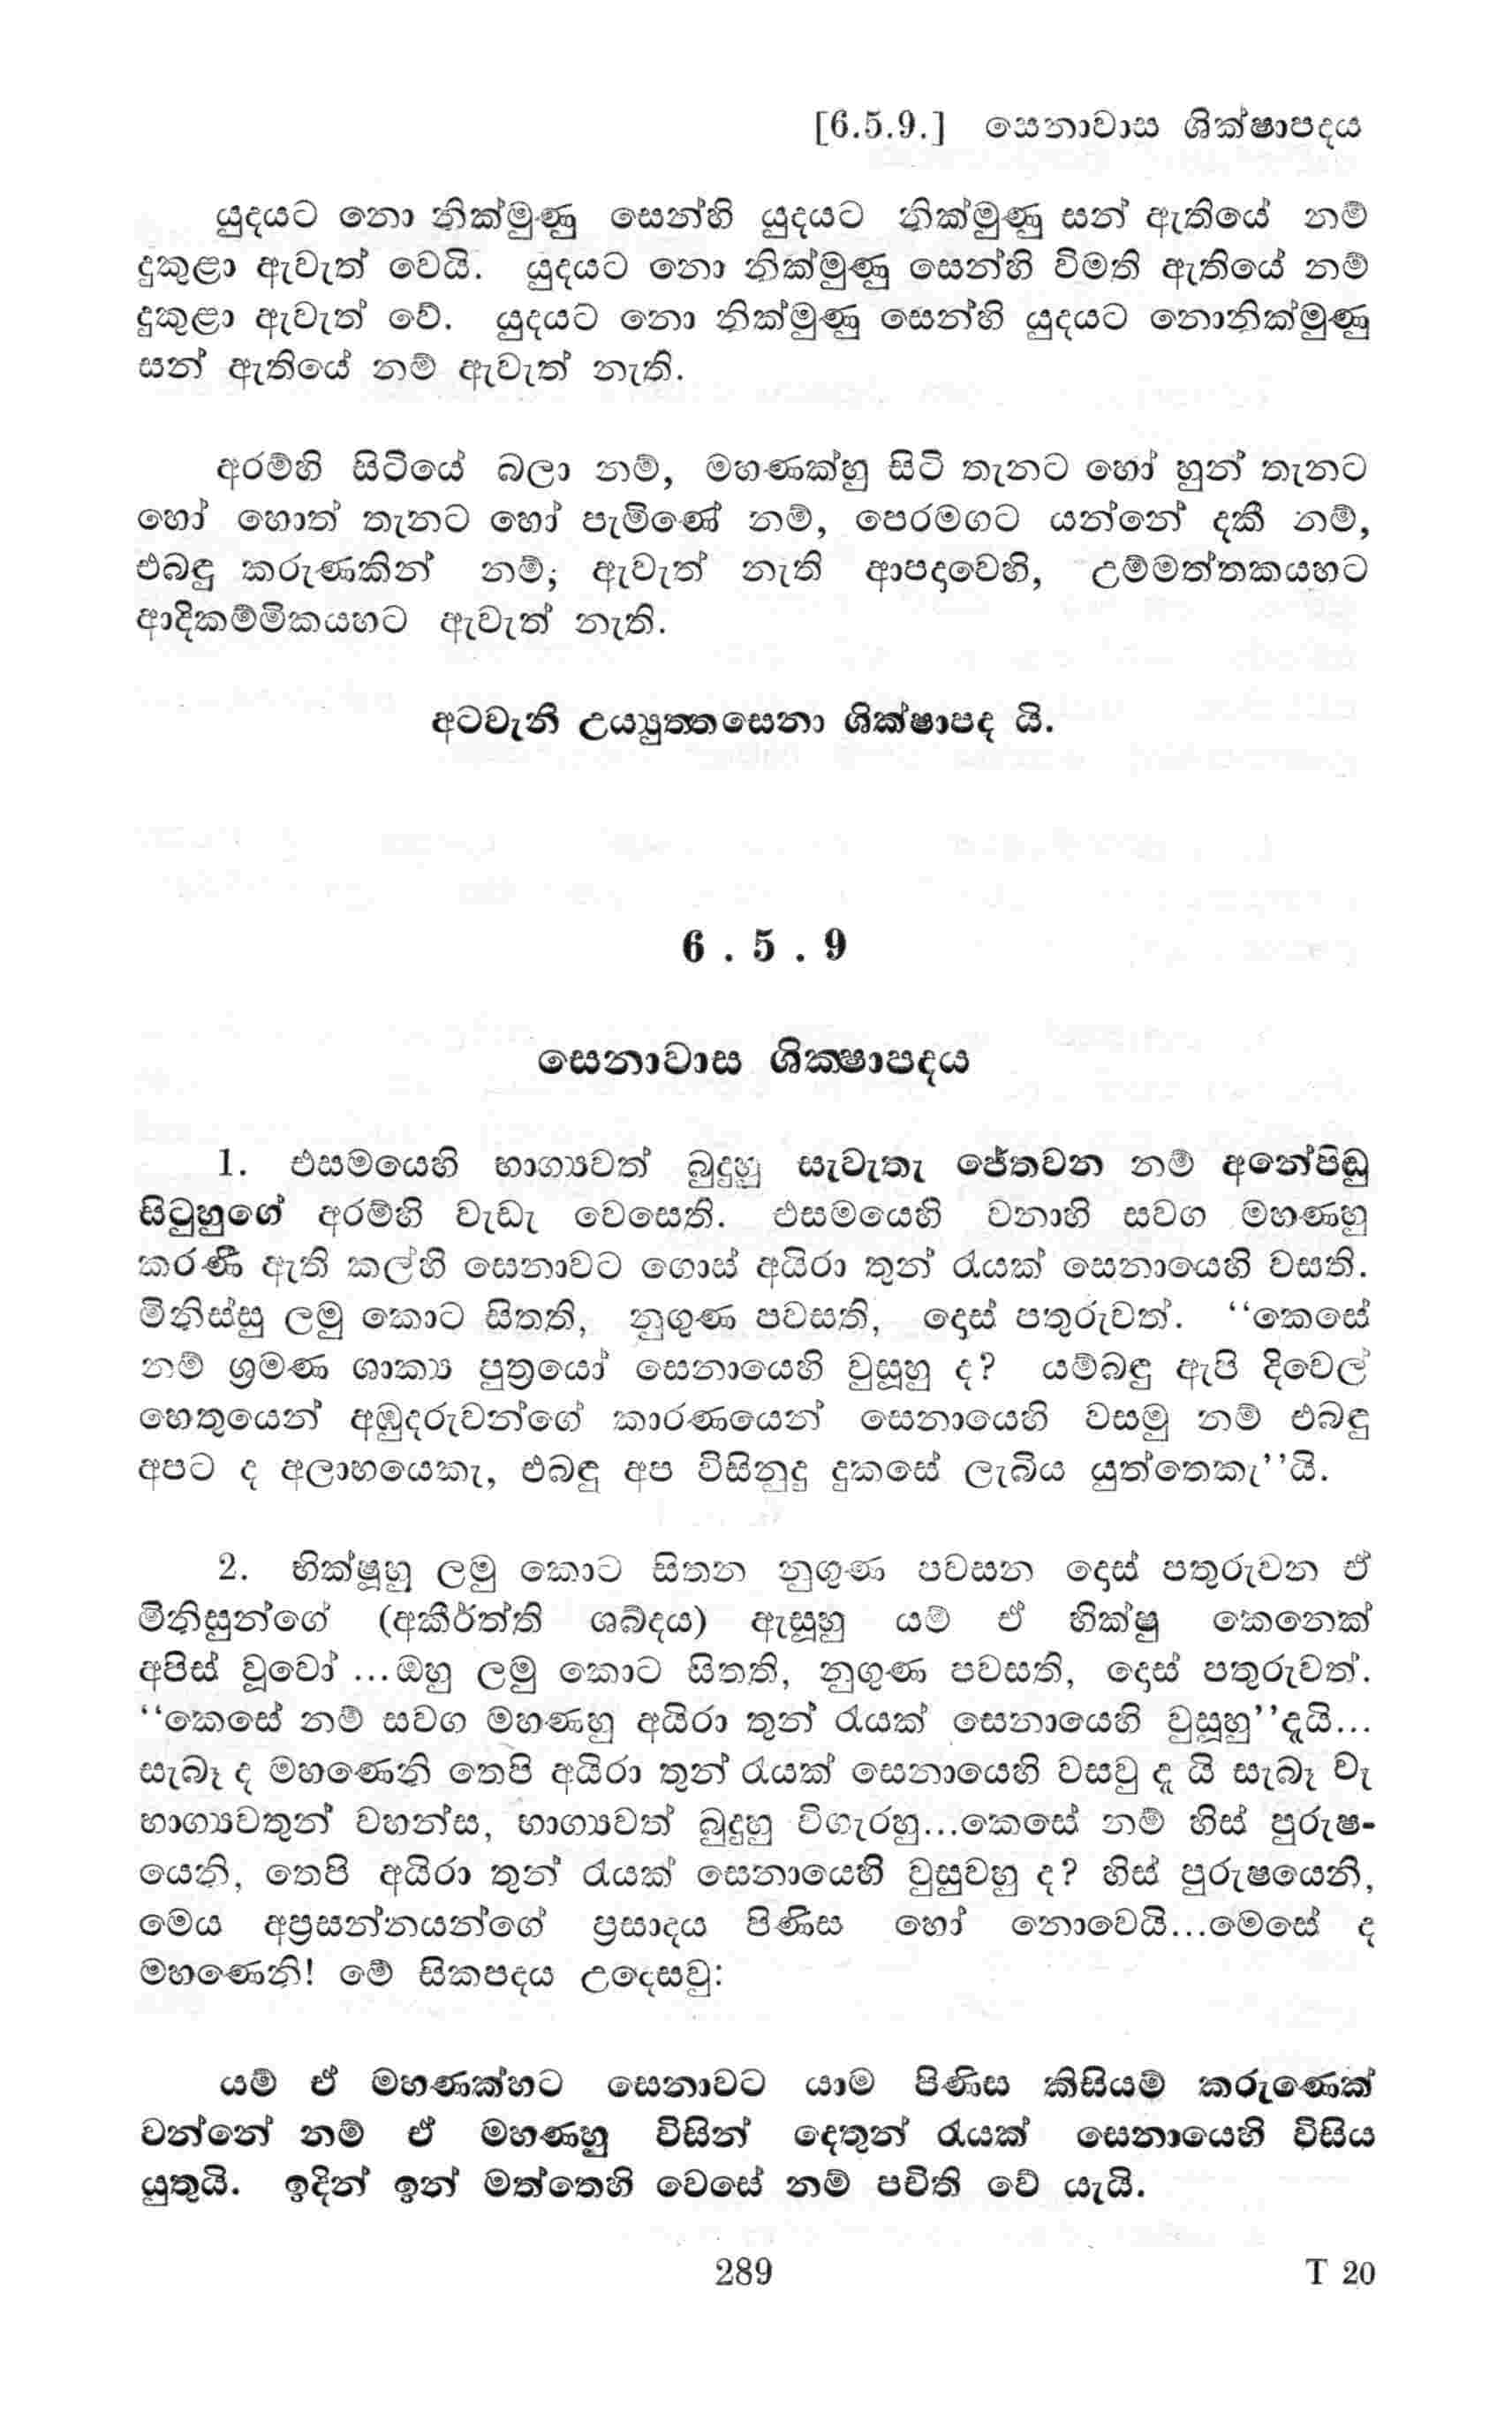 [6.5.9.] සෙනාවාස ශික්ෂාපදය
යුදයට නො නික්මුණු සෙන්හි යුදයට නික්මුණු සන් ඇතියේ නම්
දුකුළා ඇවැත් වෙයි. යුදයට නො නික්මුණු සෙන්හි විමති ඇතියේ නම්
දුකුළා ඇවැත් වේ. යුදයට නො නික්මුණු සෙන්හි යුදයට නොනික්මුණු
සන් ඇතියේ නම් ඇවැත් නැති.
අරම්හි සිටියේ බලා නම්, මහණක්හු සිටි තැනට හෝ හුන් තැනට
හෝ හොත් තැනට හෝ පැමිණේ නම්, පෙරමගට යන්නේ දකී නම්,
එබඳු කරුණකින් නම්; ඇවැත් නැති ආපදාවෙහි, උම්මත්තකයහට
ආදිකම්මිකයහට ඇවැත් නැති.
අටවැනි උය්‍යුත්තසෙනා ශික්ෂාපද යි.
6 . 5 . 9
සෙනාවාස ශික්‍ෂාපදය
1. එසමයෙහි භාග්‍යවත් බුදුහු සැවැතැ ජේතවන නම් අනේපිඬු
සිටුහුගේ අරම්හි වැඩැ වෙසෙති. එසමයෙහි වනාහි සවග මහණහු
කරණී ඇති කල්හි සෙනාවට ගොස් අයිරා තුන් රැයක් සෙනායෙහි වසති.
මිනිස්සු ලමු කොට සිතති, නුගුණ පවසති, දොස් පතුරුවත්. “කෙසේ
නම් ශ්‍රමණ ශාක්‍ය පුත්‍රයෝ සෙනායෙහි වුසූහු ද? යම්බඳු ඇපි දිවෙල්
හෙතුයෙන් අඹුදරුවන්ගේ කාරණයෙන් සෙනායෙහි වසමු නම් එබඳු
අපට ද අලාභයෙකැ, එබඳු අප විසිනුදු දුකසේ ලැබිය යුත්තෙකැ”යි.
2. භික්ෂූහු ලමු කොට සිතන නුගුණ පවසන දොස් පතුරුවන ඒ
මිනිසුන්ගේ (අකීර්ත්ති ශබ්දය) ඇසූහු යම් ඒ භික්ෂු කෙනෙක්
අපිස් වූවෝ ...ඔහු ලමු කොට සිතති, නුගුණ පවසති, දොස් පතුරුවත්.
“කෙසේ නම් සවග මහණහු අයිරා තුන් රැයක් සෙනායෙහි වුසූහු”දැයි...
සැබෑ ද මහණෙනි තෙපි අයිරා තුන් රැයක් සෙනායෙහි වසවු දැ යි සැබෑ වැ
භාග්‍යවතුන් වහන්ස, භාග්‍යවත් බුදුහු විගැරහු...කෙසේ නම් හිස් පුරුෂ-
යෙනි, තෙපි අයිරා තුන් රැයක් සෙනායෙහි වුසුවහු ද? හිස් පුරුෂයෙනි,
මෙය අප්‍රසන්නයන්ගේ ප්‍රසාදය පිණිස හෝ නොවෙයි...මෙසේ ද
මහණෙනි! මේ සිකපදය උදෙසවු:
යම් ඒ මහණක්හට සෙනාවට යාම පිණිස කිසියම් කරුණෙක්
වන්නේ නම් ඒ මහණහු විසින් දෙතුන් රැයක් සෙනායෙහි විසිය
යුතුයි. ඉදින් ඉන් මත්තෙහි වෙසේ නම් පචිති වේ යැයි.
289
T 20